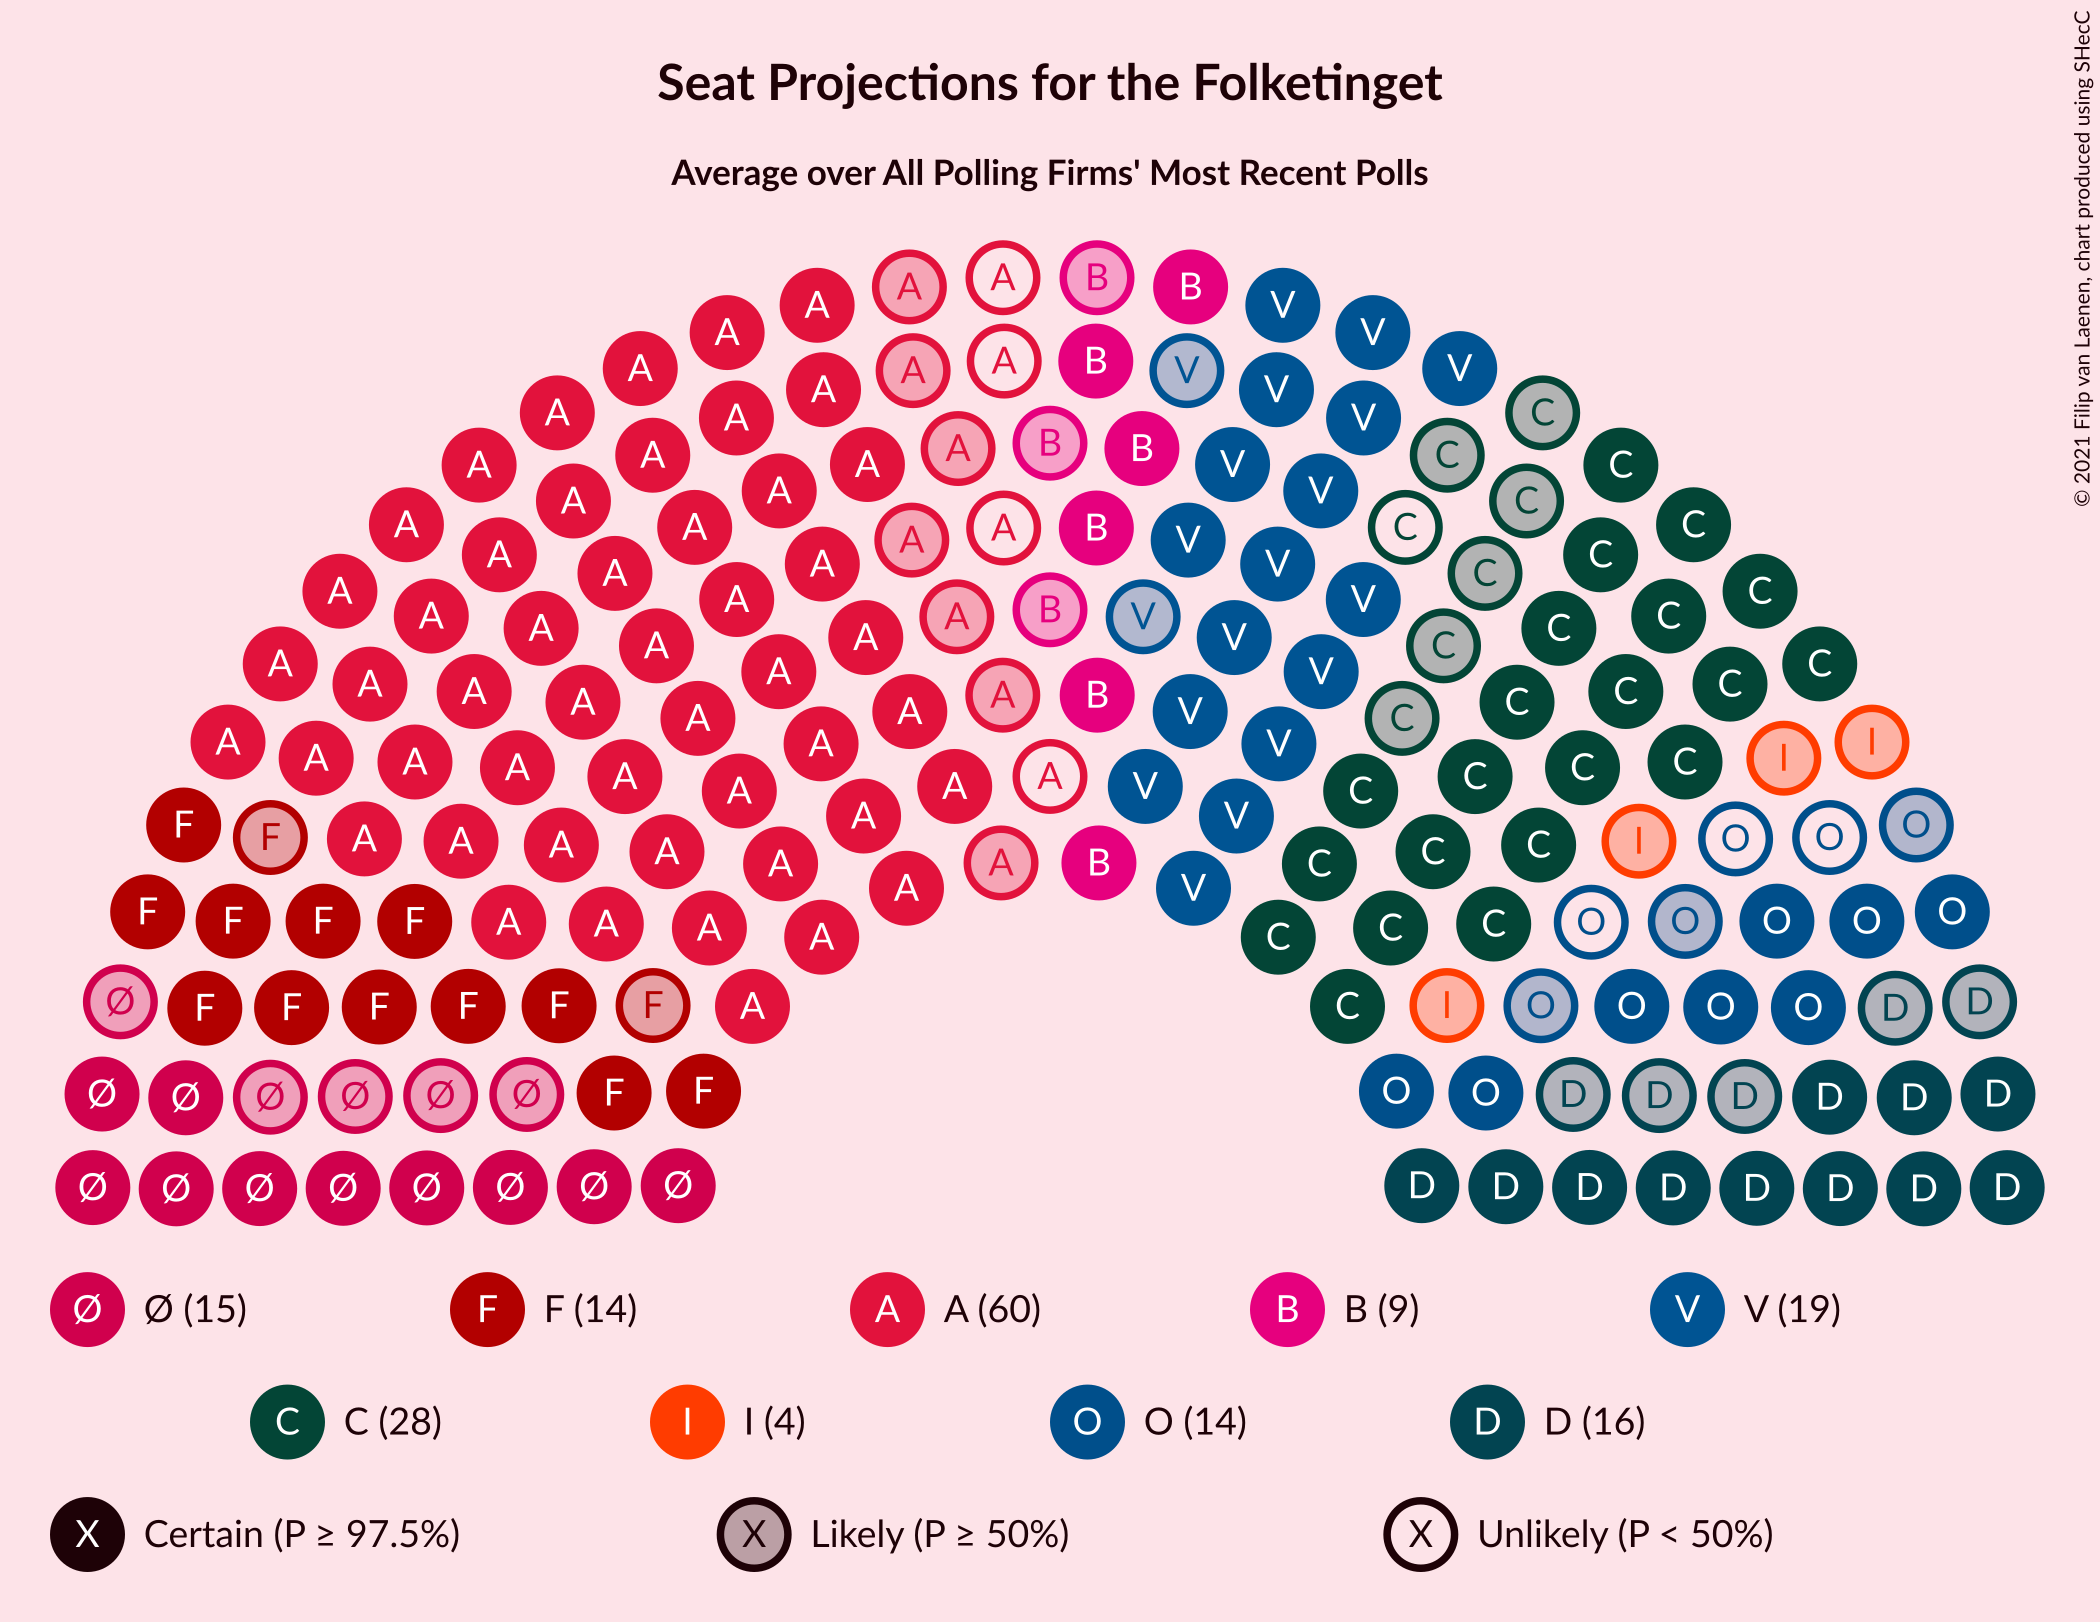 Seat Projections for the Folketinget
Average over All Polling Firms' Most Recent Polls
© 2021 Filip van Laenen, chart produced using SHecC
A A B B
A V V
A V
A A A B V V
A A V C
A A B B V V C C
A A A V C
A A V C C
A A A A A B V V C C C
A A A C C
A A A A A B V V V C C C
A A A V C C
A A A A A B V V C C C
A A A A A V V C C C C
A A A A A A V C C C I I
A A A A A A A V V C C C
F F A A A A A A A B C C C I O O O
A V
F F F F A A A A C C C O O O O O
Ø F F F F F F A C I O O O O D D
Ø Ø Ø Ø Ø Ø F F O O D D D D D D
Ø Ø Ø Ø Ø Ø Ø Ø D D D D D D D D
Ø Ø (15) F F (14) A A (60) B B (9) V V (19)
C C (28) I I (4) O O (14) D D (16)
X Certain (P ≥ 97.5%) X Likely (P ≥ 50%) X Unlikely (P < 50%)